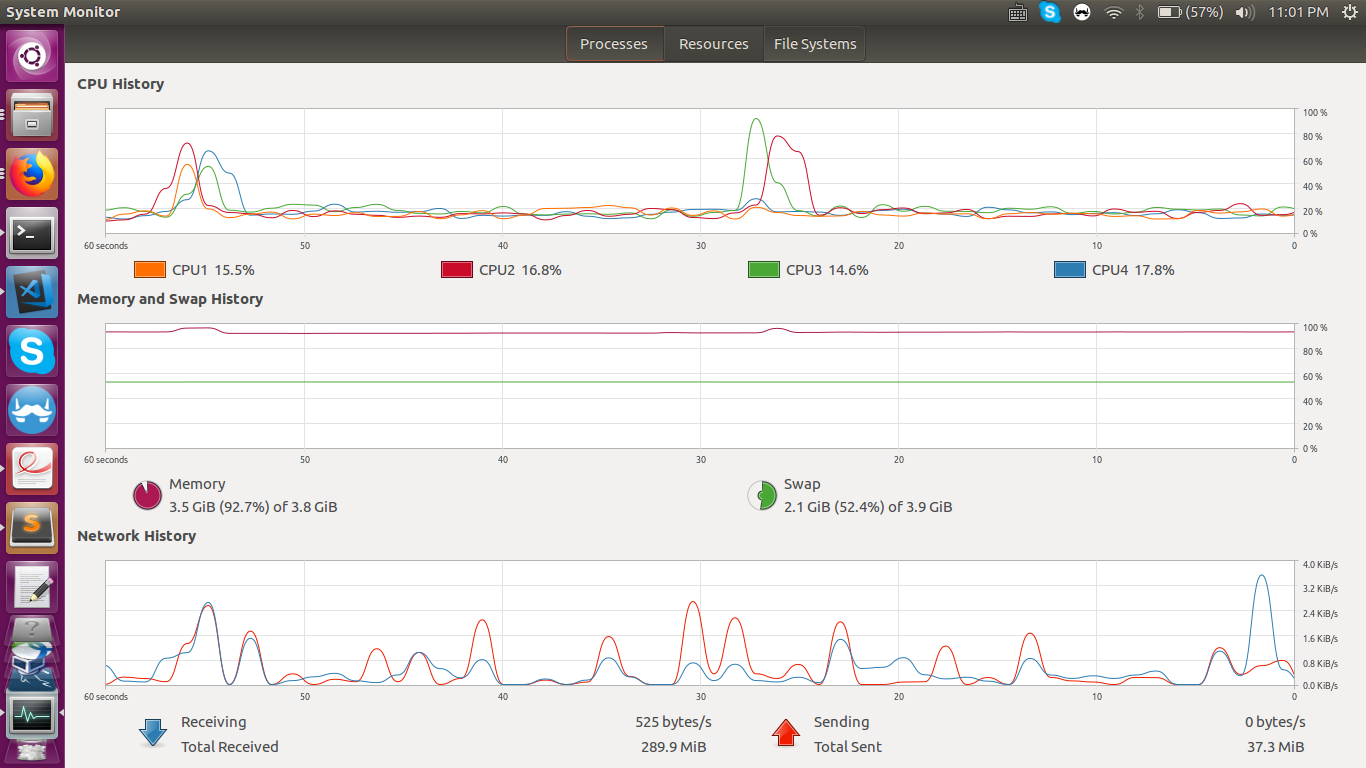 System Monitor
(57%) 11:01 PM
Processes Resources File Systems
CPU History
100 %
80 %
60 %
40 %
20 %
0 %
60 seconds 50 40 30 20 10 0
CPU1 15.5% CPU2 16.8% CPU3 14.6% CPU4 17.8%
Memory and Swap History
100 %
80 %
60 %
40 %
20 %
0 %
60 seconds 50 40 30 20 10 0
Memory Swap
3.5 GiB (92.7%) of 3.8 GiB 2.1 GiB (52.4%) of 3.9 GiB
Network History
4.0 KiB/s
3.2 KiB/s
2.4 KiB/s
1.6 KiB/s
0.8 KiB/s
0.0 KiB/s
60 seconds 50 40 30 20 10 0
Receiving 525 bytes/s Sending 0 bytes/s
Total Received 289.9 MiB Total Sent 37.3 MiB